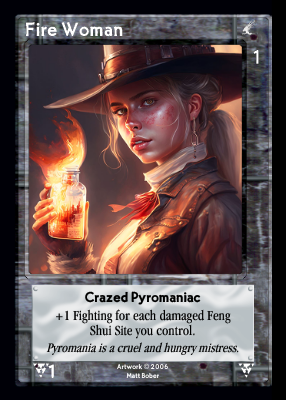 Fire Woman
1
Crazed Pyromaniac
+1 Fighting for each damaged Feng
Shui Site you control.
Pyromania is a cruel and hungry mistress.
1
Artwork © 2006
Matt Bober